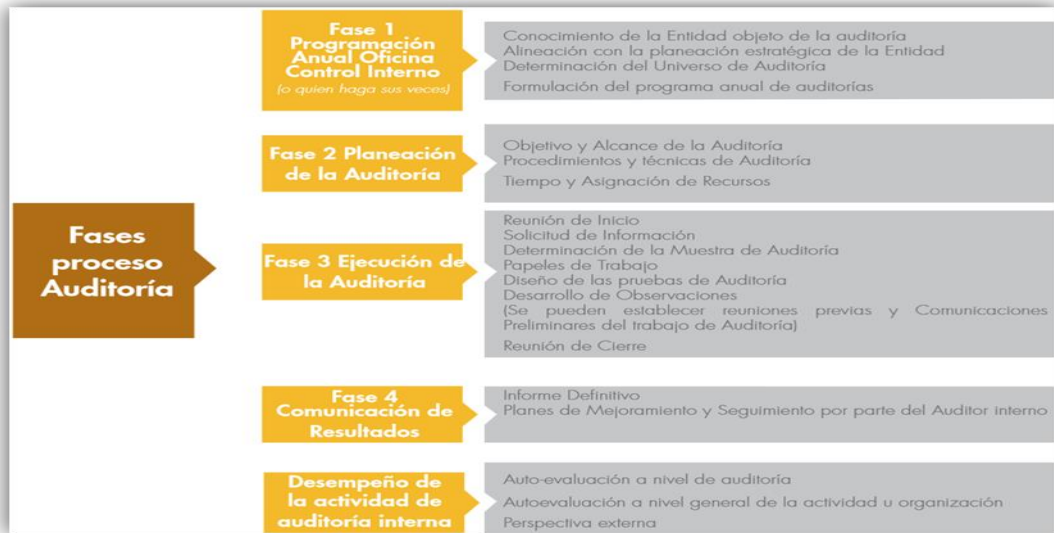 Fases
proceso
Auditoría
Fase 1
Programación
Anual Oficina
Control Interno
(o quien haga sus veces)
Conocimiento de la Entidad objeto de la auditoría
Alineación con la planeación estratégica de la Entidad
Determinación del Universo de Auditoría
Formulación del programa anual de auditorías
Fase 2 Planeación
de la Auditoría
Objetivo y Alcance de la Auditoría
Procedimientos y técnicas de Auditoría
Tiempo y Asignación de Recursos
Fase 3 Ejecución de
la Auditoría
Reunión de Inicio
Solicitud de Información
Determinación de la Muestra de Auditoría
Papeles de Trabajo
Diseño de las pruebas de Auditoría
Desarrollo de Observaciones
(Se pueden establecer reuniones previas y Comunicaciones
Preliminares del trabajo de Auditoría)
Reunión de Cierre
Fase 4
Comunicación de
Resultados
Informe Definitivo
Planes de Mejoramiento y Seguimiento por parte del Auditor interno
Desempeño de
la actividad de
auditoría interna
Auto-evaluación a nivel de auditoría
Autoevaluación a nivel general de la actividad u organización
Perspectiva externa